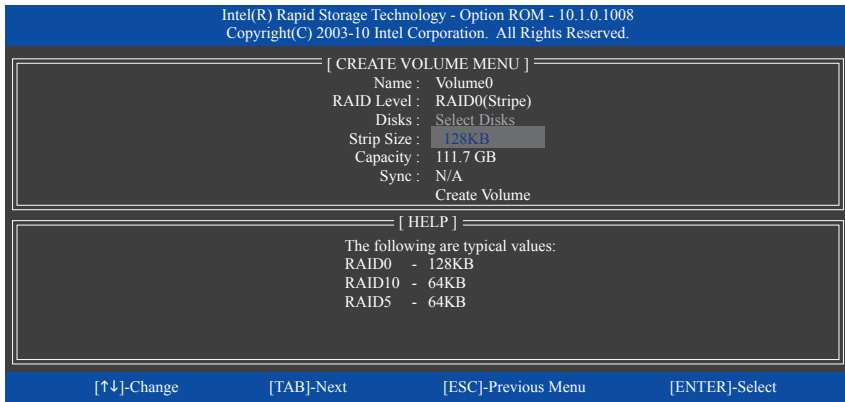 Intel(R) Rapid Storage Technology - Option ROM - 10.1.0.1008
Copyright(C) 2003-10 Intel Corporation.  All Rights Reserved.
[ CREATE VOLUME MENU ]
Name :  Volume0
RAID Level :  RAID0(Stripe)
Disks :  Select Disks
Strip Size :  128KB
Capacity :  111.7 GB
Sync :  N/A
Create Volume
[ HELP ]
The following are typical values:
RAID0   -  128KB
RAID10  -  64KB
RAID5   -  64KB
[↑↓]-Change  [TAB]-Next  [ESC]-Previous Menu  [ENTER]-Select